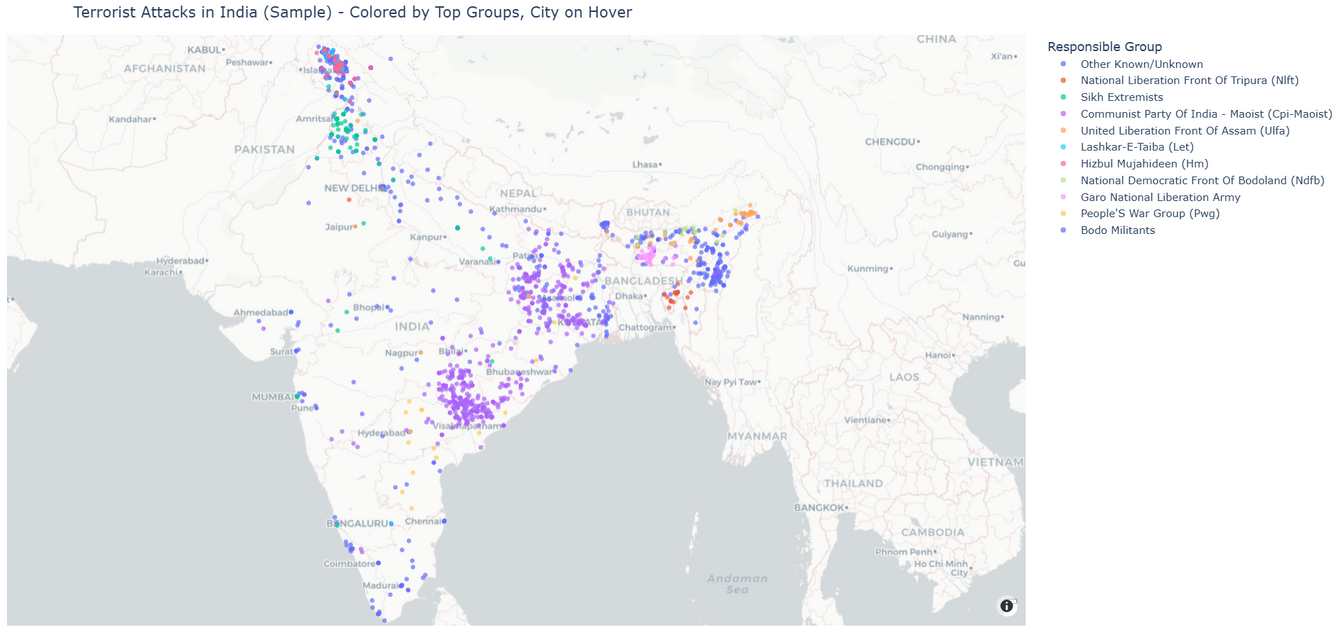 Terrorist Attacks in India (Sample) - Colored by Top Groups, City on Hover
Responsible Group
Other Known/Unknown
National Liberation Front Of Tripura (Nlft)
Sikh Extremists
Communist Party Of India - Maoist (Cpi-Maoist)
United Liberation Front Of Assam (Ulfa)
Lashkar-E-Taiba (Let)
Hizbul Mujahideen (Hm)
National Democratic Front Of Bodoland (Ndfb)
Garo National Liberation Army
People'S War Group (Pwg)
Bodo Militants
CHINA
KABUL
Peshawar
Xi'an
AFGHANISTAN
Kandahar
Amritsar
PAKISTAN
CHENGDU
Lhasa
Chongqing
NEW DELHI
NEPAL
Kathmandu
BHUTAN
Jaipur
Kanpur
Guiyang
Hyderabad
Karachi
Varanasi
Kunming
Gu
BANGLADESH
Dhaka
Ahmedabad
Bhopal
INDIA
Chattogram
Nanning
Surat
Nagpur
Bhilai
Hanoi
Bhubaneshwar
LAOS
Nay Pyi Taw
MUMBAI
Pune
Vientiane
Hyderabad
Visakhapatnam
MYANMAR
VIETNAM
THAILAND
BENGALURU
Chennai
BANGKOK
CAMBODIA
Coimbatore
Phnom Penh
Ho Chi Minh
City
Madurai
Andaman
Sea